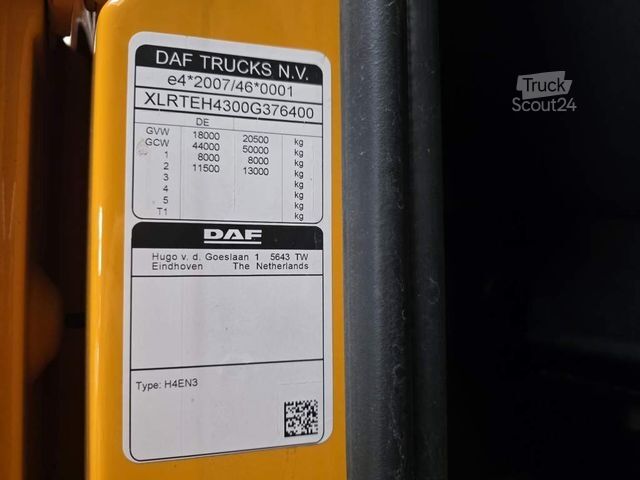 DAF TRUCKS N.V.
e4*2007/46*0001
XLRTEH4300G376400
DE
GVW 18000 20500 kg
GCW 44000 50000 kg
1 8000 8000 kg
2 11500 13000 kg
3 kg
4 kg
5 kg
T1 kg
DAF
Hugo v. d. Goeslaan 1 5643 TW
Eindhoven The Netherlands
Type: H4EN3
Truck
Scout24